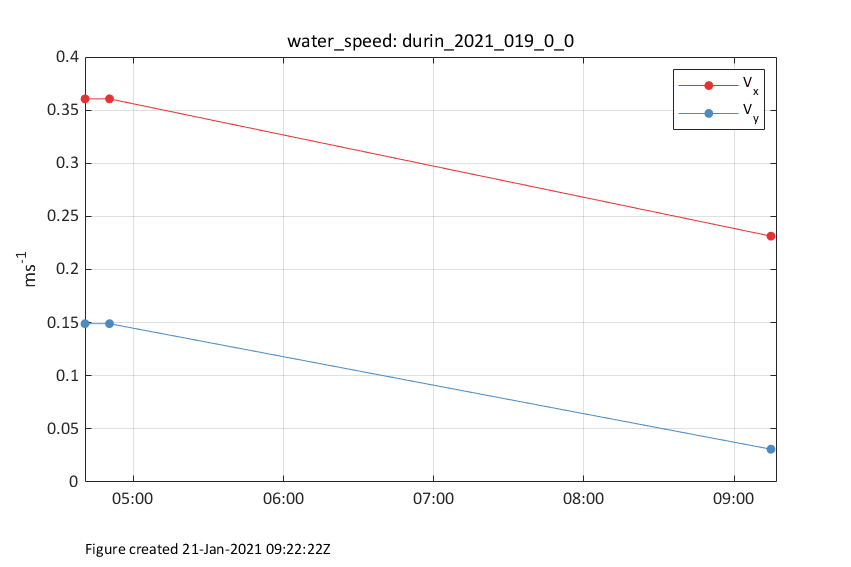 water_speed: durin_2021_019_0_0
0.4
0.35
0.3
0.25
0.2
0.15
0.1
0.05
0
ms-1
Vx
Vy
05:00 06:00 07:00 08:00 09:00
Figure created 21-Jan-2021 09:22:22Z